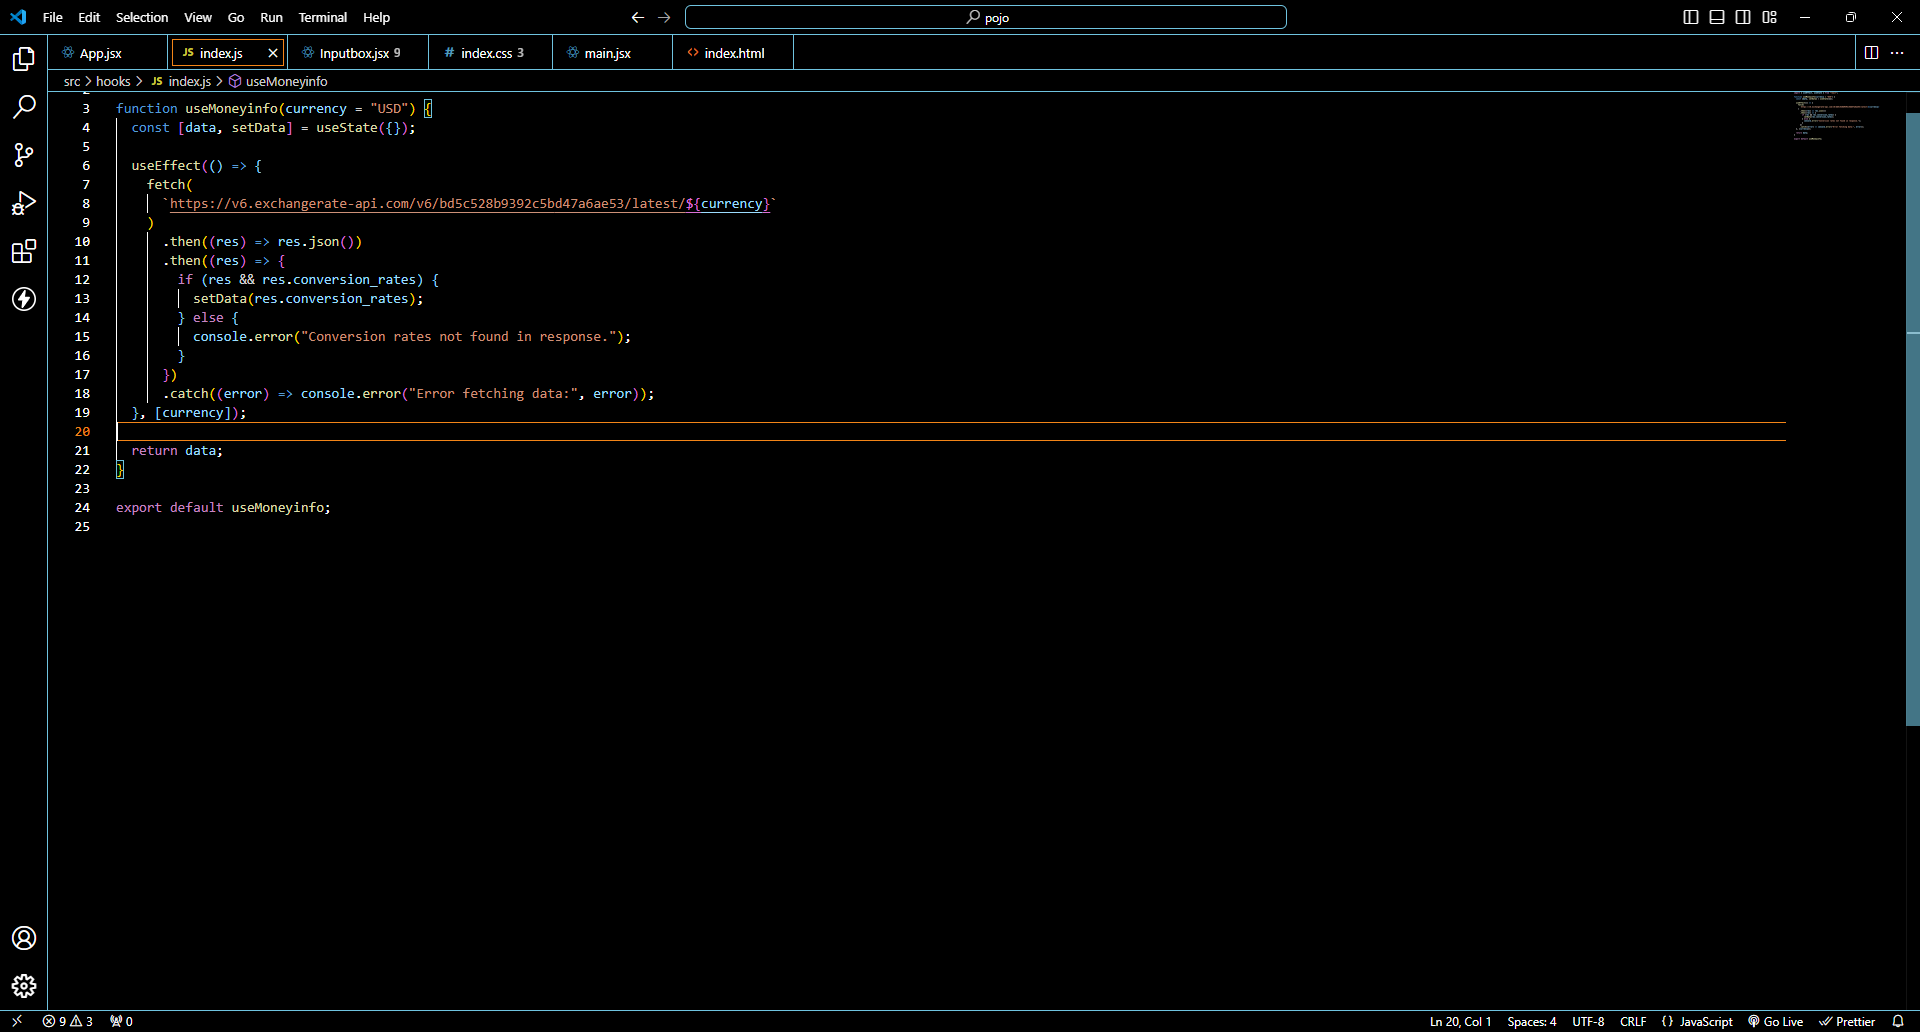 File Edit Selection View Go Run Terminal Help
pojo
App.jsx
JS index.js
Inputbox.jsx 9
# index.css 3
main.jsx
<> index.html
src > hooks > JS index.js > useMoneyinfo
3 function useMoneyinfo(currency = "USD") {
4 const [data, setData] = useState({});
5
6 useEffect(() => {
7 fetch(
8 `https://v6.exchangerate-api.com/v6/bd5c528b9392c5bd47a6ae53/latest/${currency}`
9 )
10 .then((res) => res.json())
11 .then((res) => {
12 if (res && res.conversion_rates) {
13 setData(res.conversion_rates);
14 } else {
15 console.error("Conversion rates not found in response.");
16 }
17 })
18 .catch((error) => console.error("Error fetching data:", error));
19 }, [currency]);
20
21 return data;
22 }
23
24 export default useMoneyinfo;
25
9 3 0
Ln 20, Col 1 Spaces: 4 UTF-8 CRLF {} JavaScript Go Live Prettier